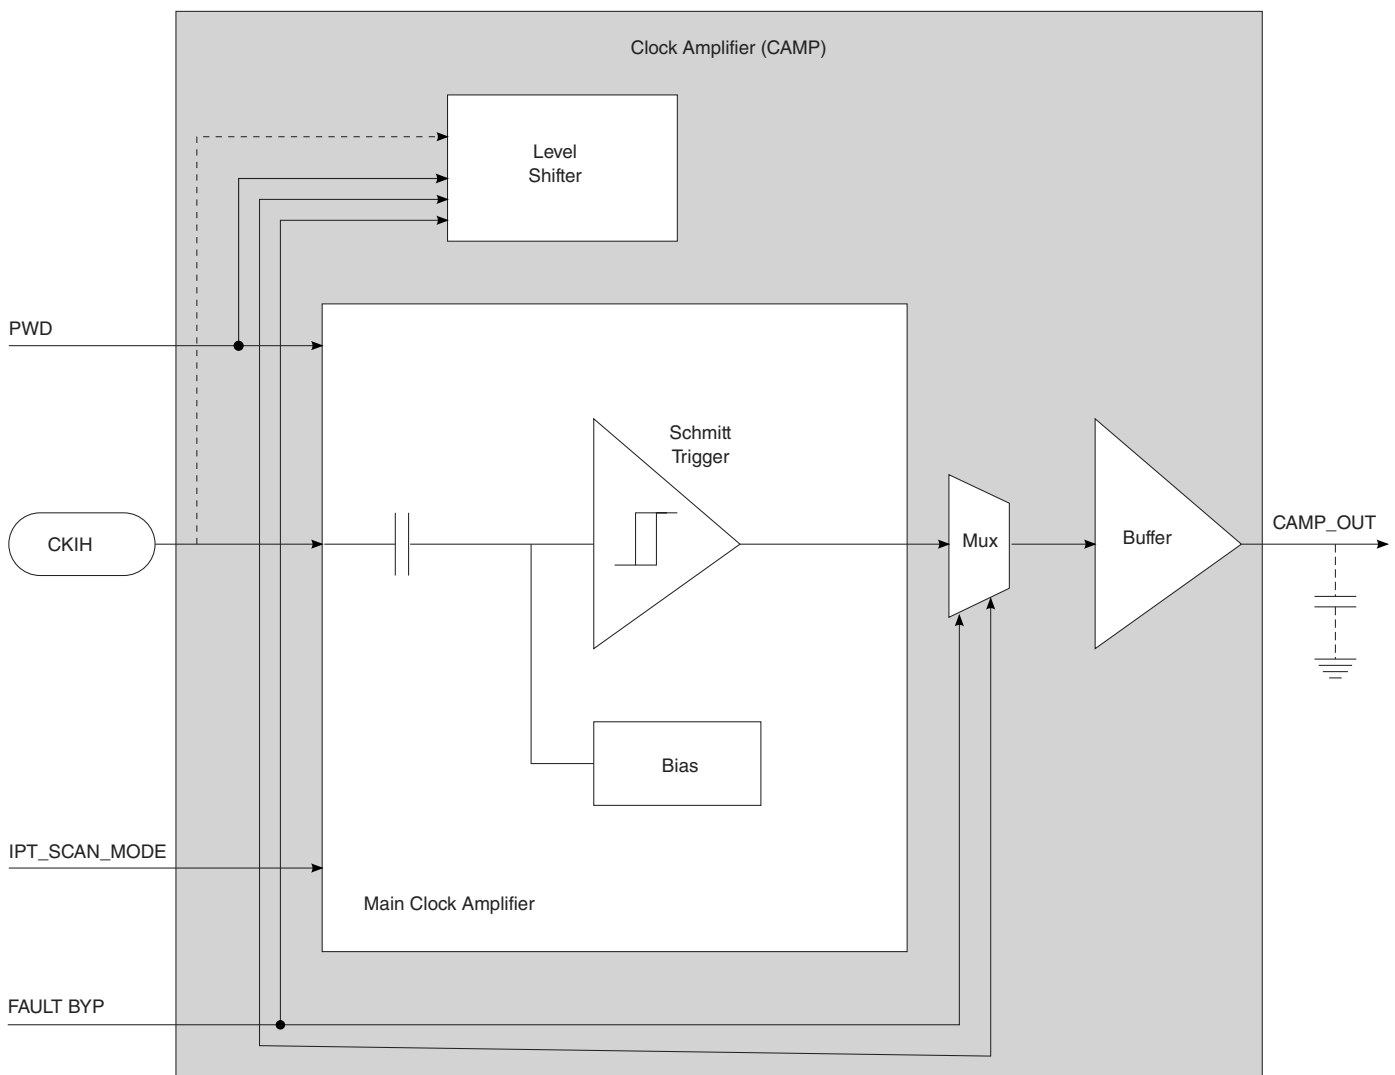 Clock Amplifier (CAMP)
Level
Shifter
PWD
Schmitt
Trigger
CKIH
Mux
Buffer
CAMP_OUT
Bias
IPT_SCAN_MODE
Main Clock Amplifier
FAULT BYP